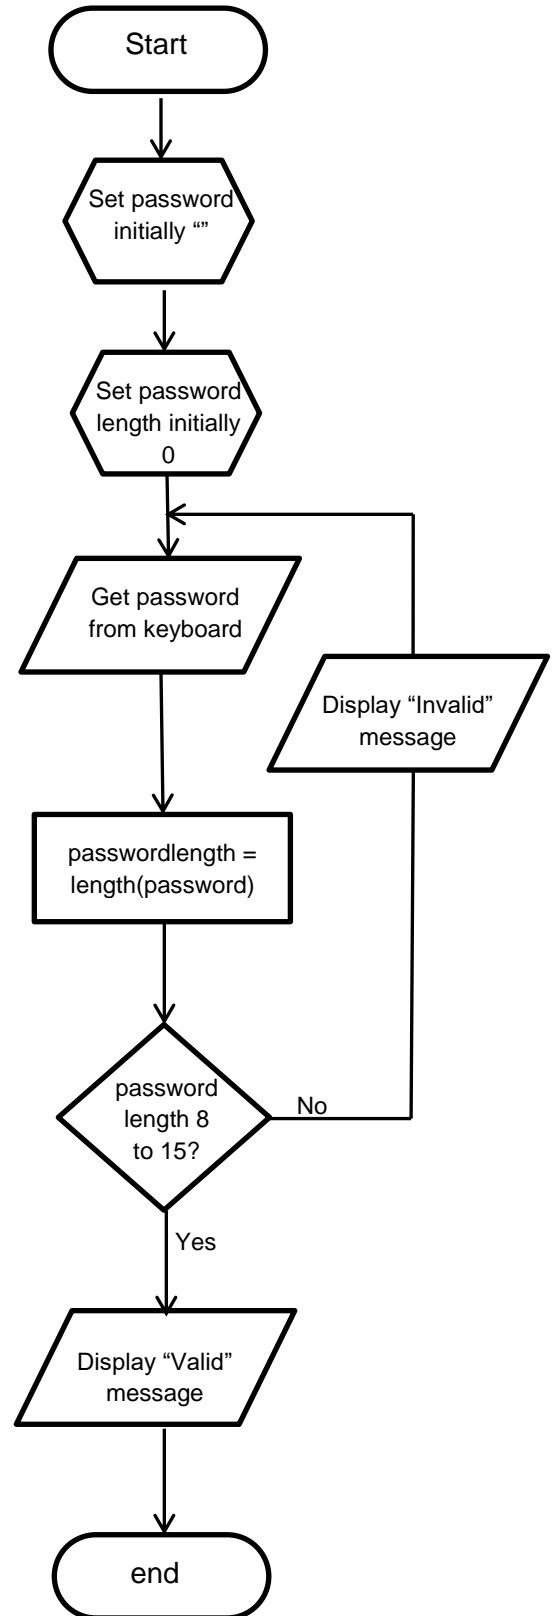 Start
Set password
initially “”
Set password
length initially
0
Get password
from keyboard
Display “Invalid”
message
passwordlength =
length(password)
password
length 8
to 15?
No
Yes
Display “Valid”
message
end